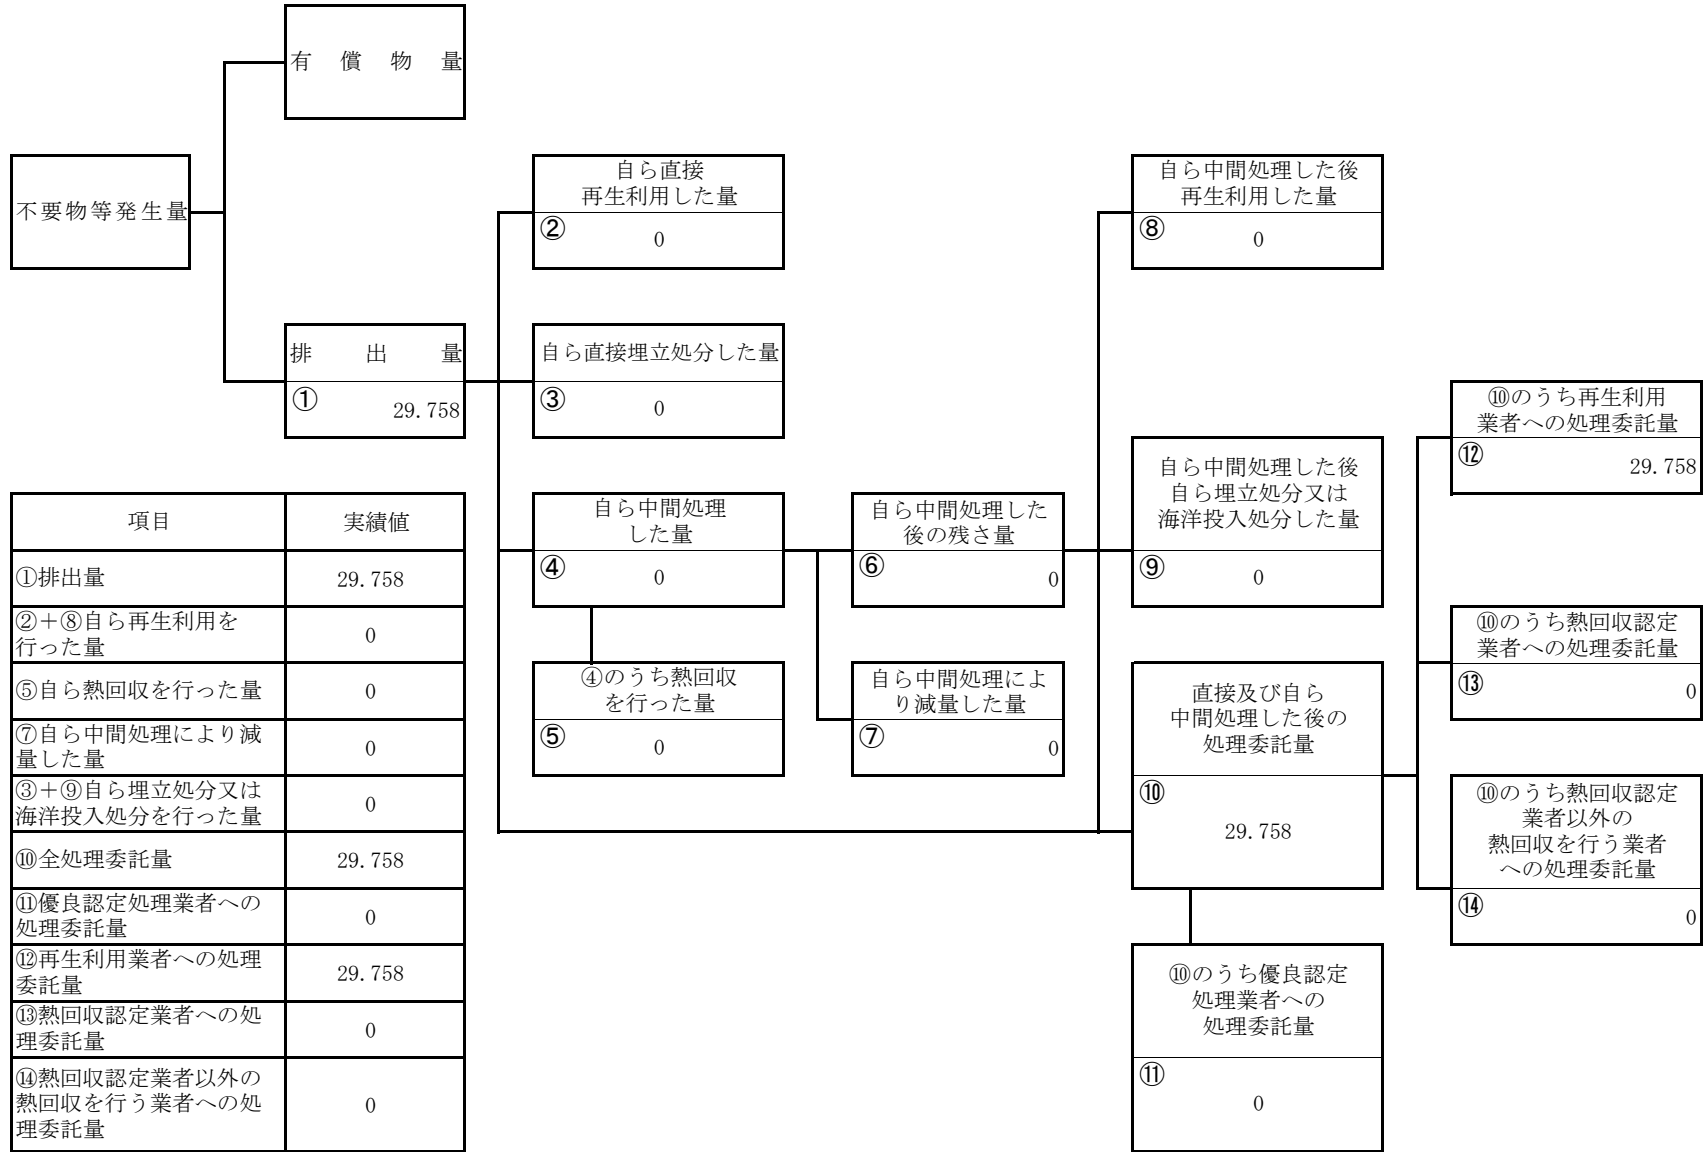 有償物量
不要物等発生量
自ら直接
再生利用した量
②
0
自ら中間処理した後
再生利用した量
⑧
0
排出量
①
29.758
自ら直接埋立処分した量
③
0
⑩のうち再生利用
業者への処理委託量
⑫
29.758
自ら中間処理した後
自ら埋立処分又は
海洋投入処分した量
⑨
0
自ら中間処理
した量
④
0
自ら中間処理した
後の残さ量
⑥
0
④のうち熱回収
を行った量
⑤
0
自ら中間処理によ
り減量した量
⑦
0
直接及び自ら
中間処理した後の
処理委託量
⑩
29.758
⑩のうち熱回収認定
業者への処理委託量
⑬
0
⑩のうち熱回収認定
業者以外の
熱回収を行う業者
への処理委託量
⑭
0
⑩のうち優良認定
処理業者への
処理委託量
⑪
0
項目 実績値
①排出量 29.758
②＋⑧自ら再生利用を
行った量
0
⑤自ら熱回収を行った量 0
⑦自ら中間処理により減
量した量
0
③＋⑨自ら埋立処分又は
海洋投入処分を行った量
0
⑩全処理委託量 29.758
⑪優良認定処理業者への
処理委託量
0
⑫再生利用業者への処理
委託量
29.758
⑬熱回収認定業者への処
理委託量
0
⑭熱回収認定業者以外の
熱回収を行う業者への処
理委託量
0